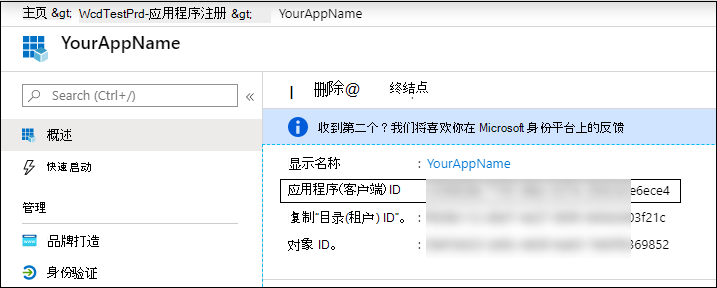 主页 &gt; WcdTestPrd-应用程序注册 &gt; YourAppName
YourAppName
Search (Ctrl+/)
概述
快速启动
管理
品牌打造
身份验证
删除@ 终结点
收到第二个？我们将喜欢你在 Microsoft 身份平台上的反馈
显示名称 : YourAppName
应用程序(客户端) ID e6ece4
复制“目录(租户) ID”。 : 03f21c
对象 ID。 : 369852